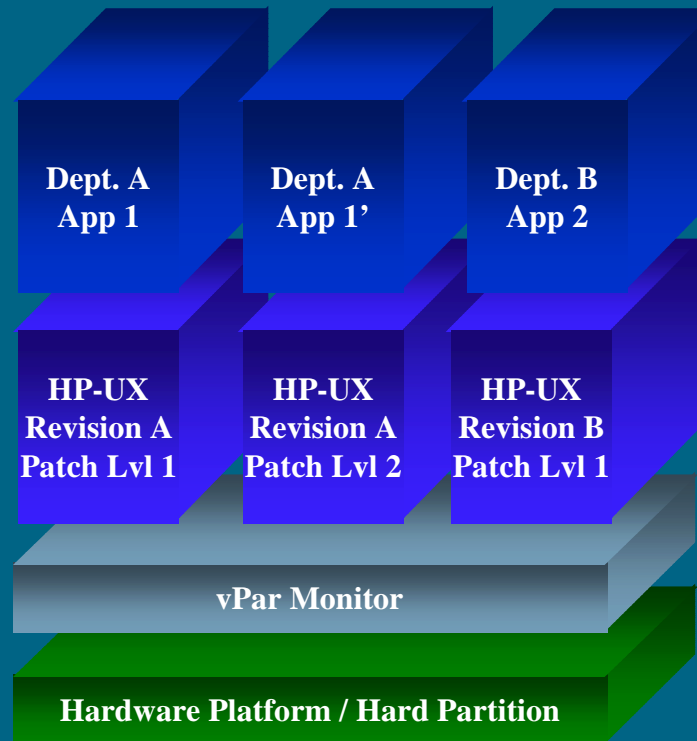 Dept. A
App 1
Dept. A
App 1’
Dept. B
App 2
HP-UX
Revision A
Patch Lvl 1
HP-UX
Revision A
Patch Lvl 2
HP-UX
Revision B
Patch Lvl 1
vPar Monitor
Hardware Platform / Hard Partition